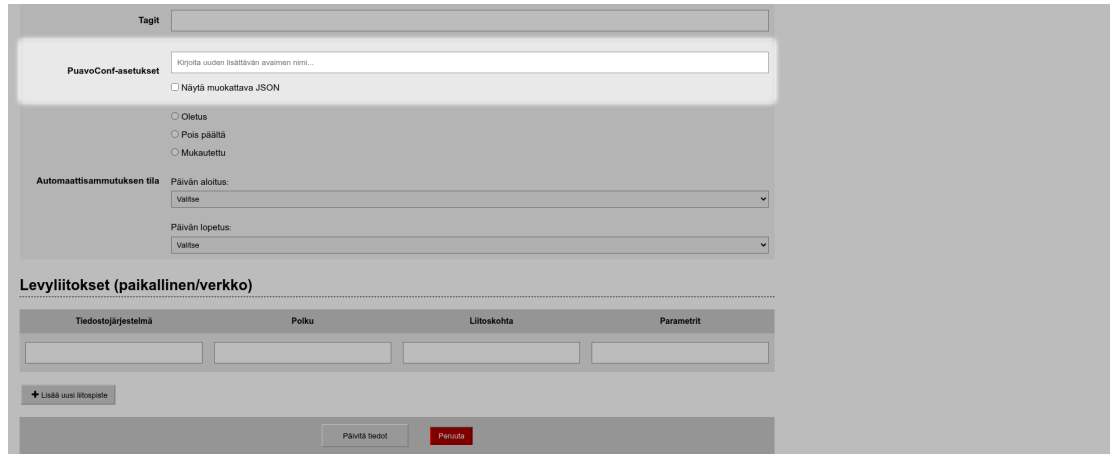 Tagit
PuavoConf-asetukset
Kirjoita uuden lisättävän avaimen nimi...
Näytä muokattava JSON
Oletus
Pois päältä
Mukautettu
Automaattisammutuksen tila
Päivän aloitus:
Valitse
Päivän lopetus:
Valitse
Levyliitokset (paikallinen/verkko)
Tiedostojärjestelmä Polku Liitoskohta Parametrit
+ Lisää uusi liitospiste
Päivitä tiedot Peruuta